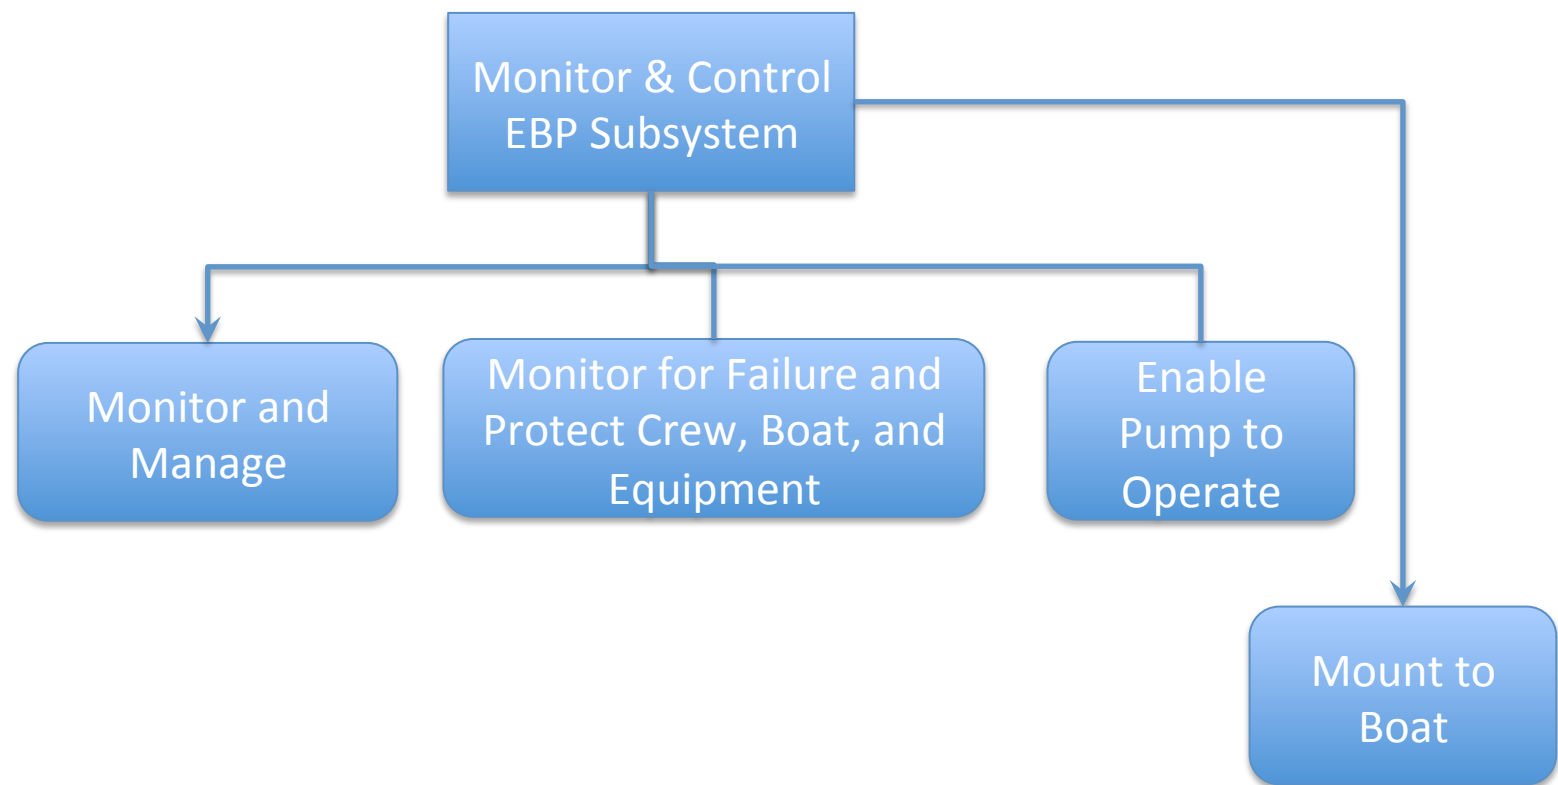 Monitor & Control
EBP Subsystem
Monitor and
Manage
Monitor for Failure and
Protect Crew, Boat, and
Equipment
Enable
Pump to
Operate
Mount to
Boat